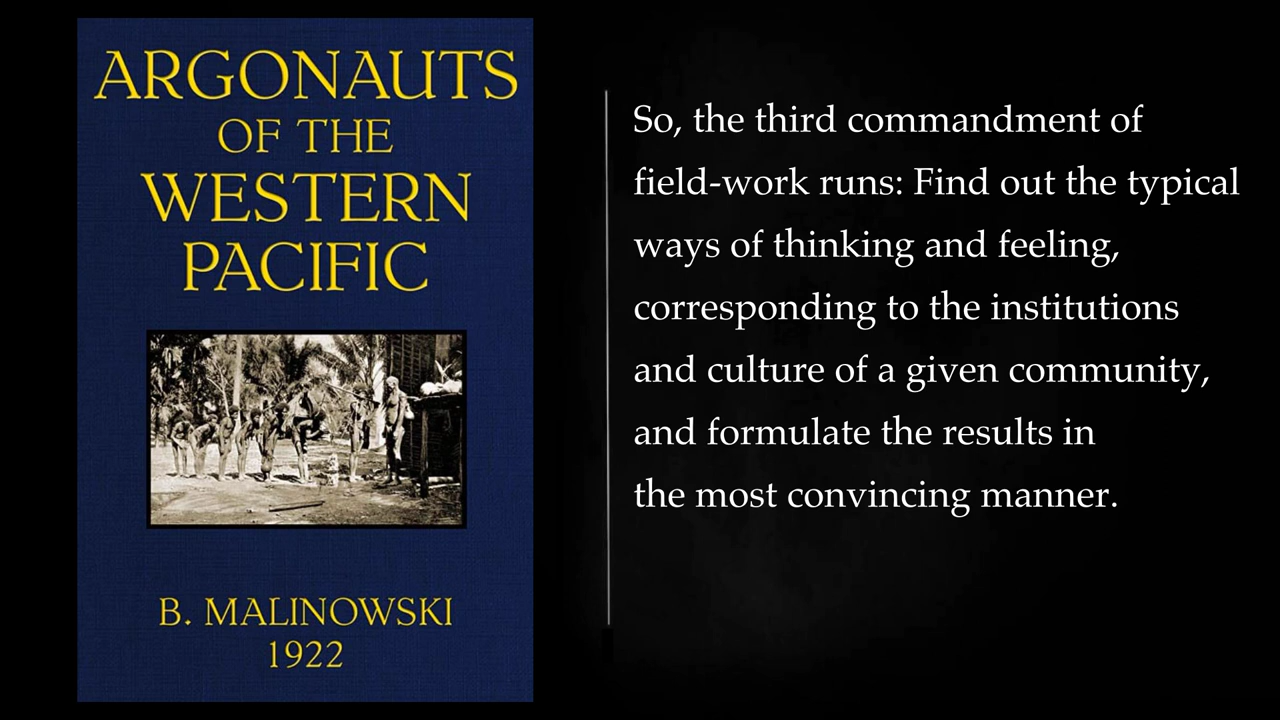 ARGONAUTS
OF THE
WESTERN
PACIFIC
B. MALINOWSKI
1922
So, the third commandment of
field-work runs: Find out the typical
ways of thinking and feeling,
corresponding to the institutions
and culture of a given community,
and formulate the results in
the most convincing manner.